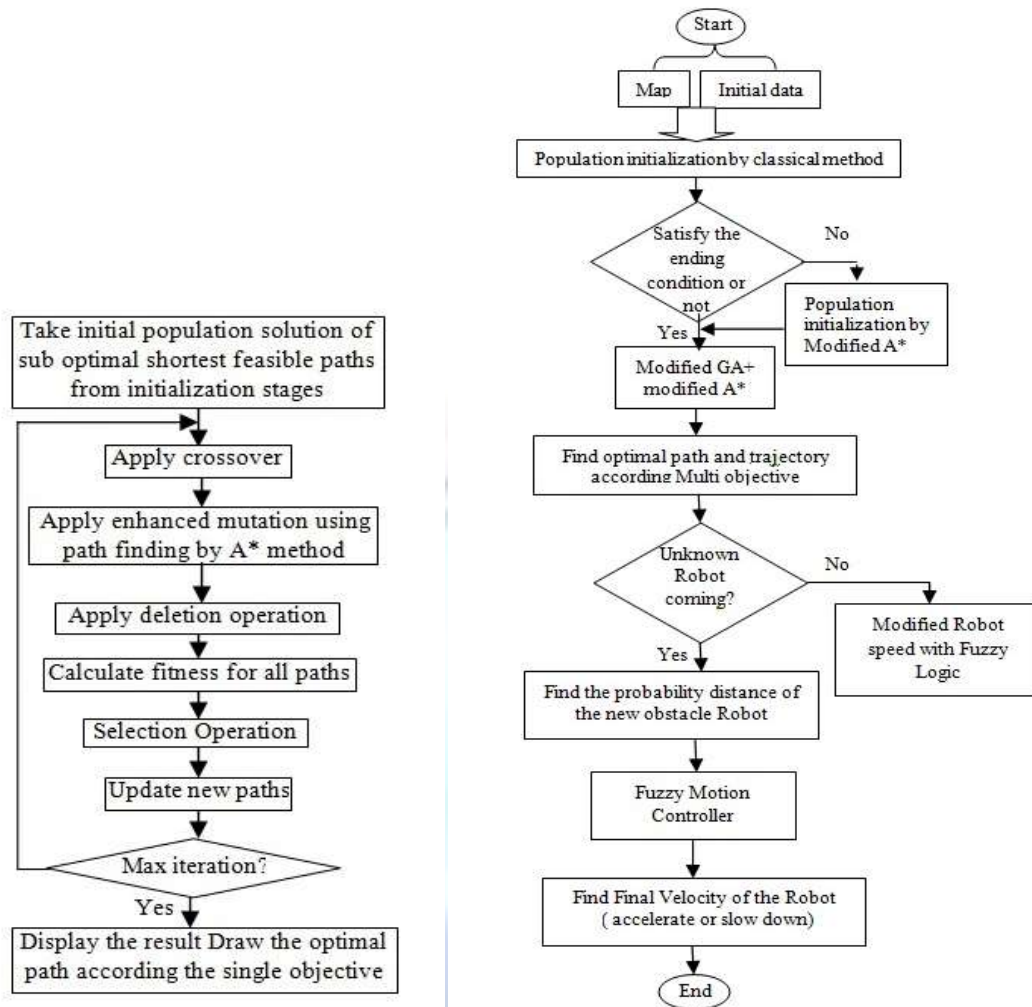 Take initial population solution of
sub optimal shortest feasible paths
from initialization stages
Apply crossover
Apply enhanced mutation using
path finding by A* method
Apply deletion operation
Calculate fitness for all paths
Selection Operation
Update new paths
Max iteration?
Yes
Display the result Draw the optimal
path according the single objective
Start
Map
Initial data
Population initialization by classical method
Satisfy the
ending
condition or
not
No
Yes
Population
initialization by
Modified A*
Modified GA+
modified A*
Find optimal path and trajectory
according Multi objective
Unknown
Robot
coming?
No
Yes
Modified Robot
speed with Fuzzy
Logic
Find the probability distance of
the new obstacle Robot
Fuzzy Motion
Controller
Find Final Velocity of the Robot
( accelerate or slow down)
End